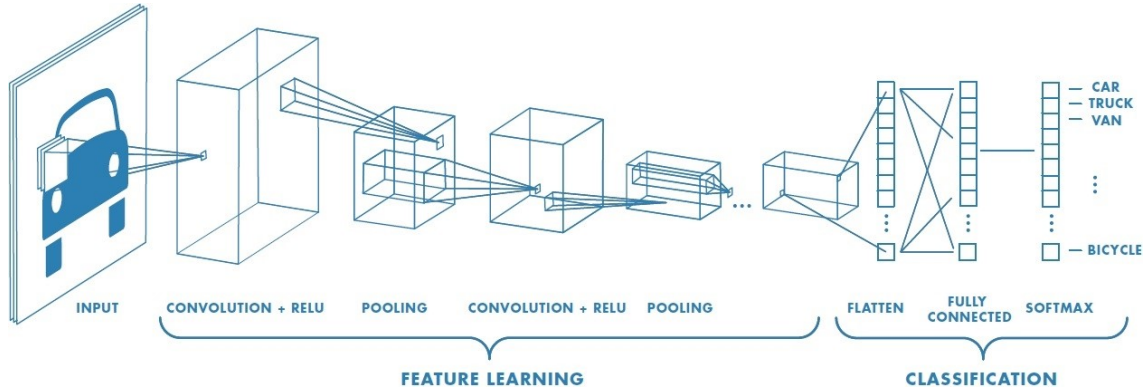 CAR
TRUCK
VAN
BICYCLE
INPUT
CONVOLUTION + RELU
POOLING
CONVOLUTION + RELU
POOLING
FLATTEN
FULLY
CONNECTED
SOFTMAX
FEATURE LEARNING
CLASSIFICATION